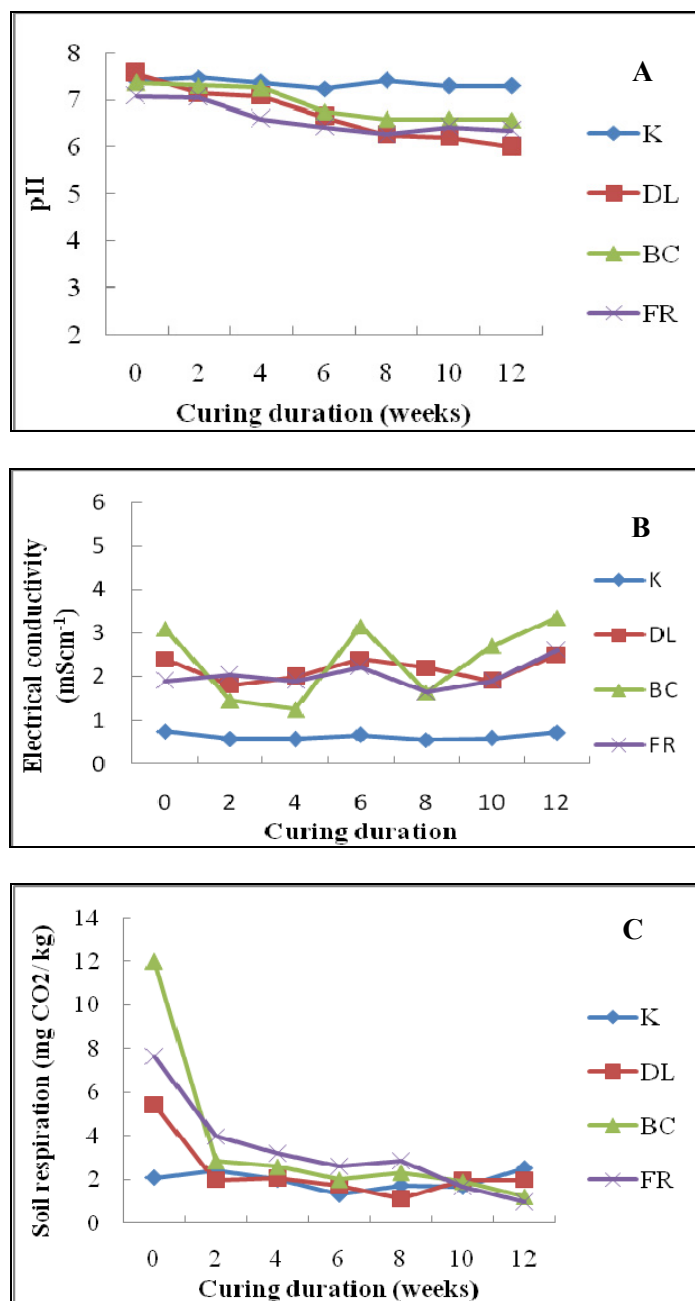 A
8
7
6
5
4
3
2
pH
0 2 4 6 8 10 12
Curing duration (weeks)
K
DL
BC
FR
B
6
5
4
3
2
1
0
Electrical conductivity
(mScm⁻¹)
0 2 4 6 8 10 12
Curing duration
K
DL
BC
FR
C
14
12
10
8
6
4
2
0
Soil respiration (mg CO2/ kg)
0 2 4 6 8 10 12
Curing duration (weeks)
K
DL
BC
FR